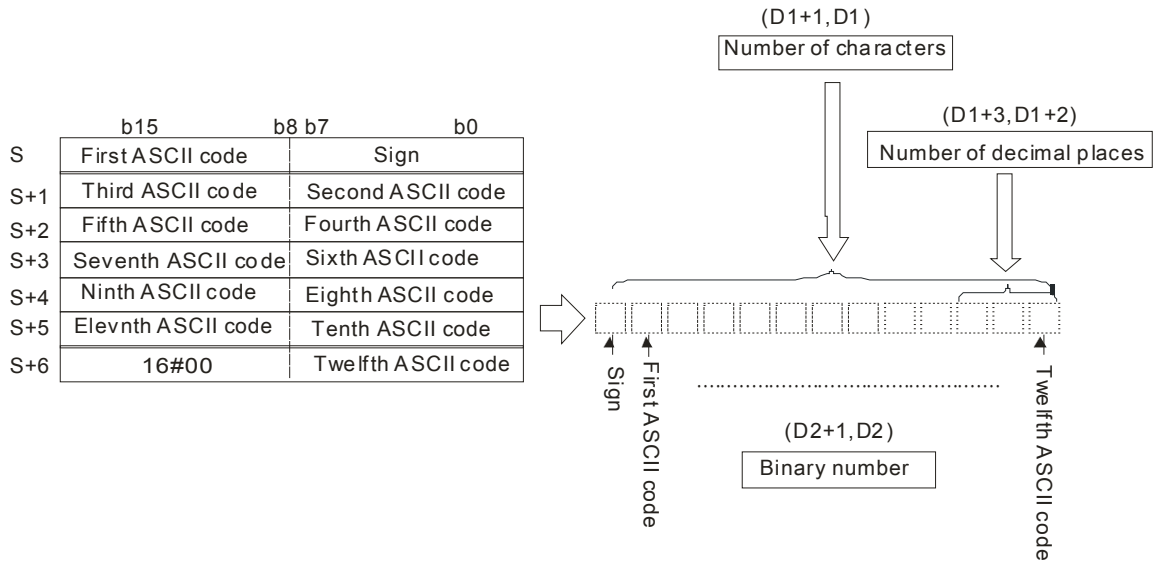 (D1+1,D1)
Number of characters
(D1+3,D1+2)
Number of decimal places
b15 b8 b7 b0
S First ASCII code Sign
S+1 Third ASCII code Second ASCII code
S+2 Fifth ASCII code Fourth ASCII code
S+3 Seventh ASCII code Sixth ASCII code
S+4 Ninth ASCII code Eighth ASCII code
S+5 Elevnth ASCII code Tenth ASCII code
S+6 16#00 Twelfth ASCII code
Sign
First ASCII code
Twelfth ASCII code
(D2+1,D2)
Binary number